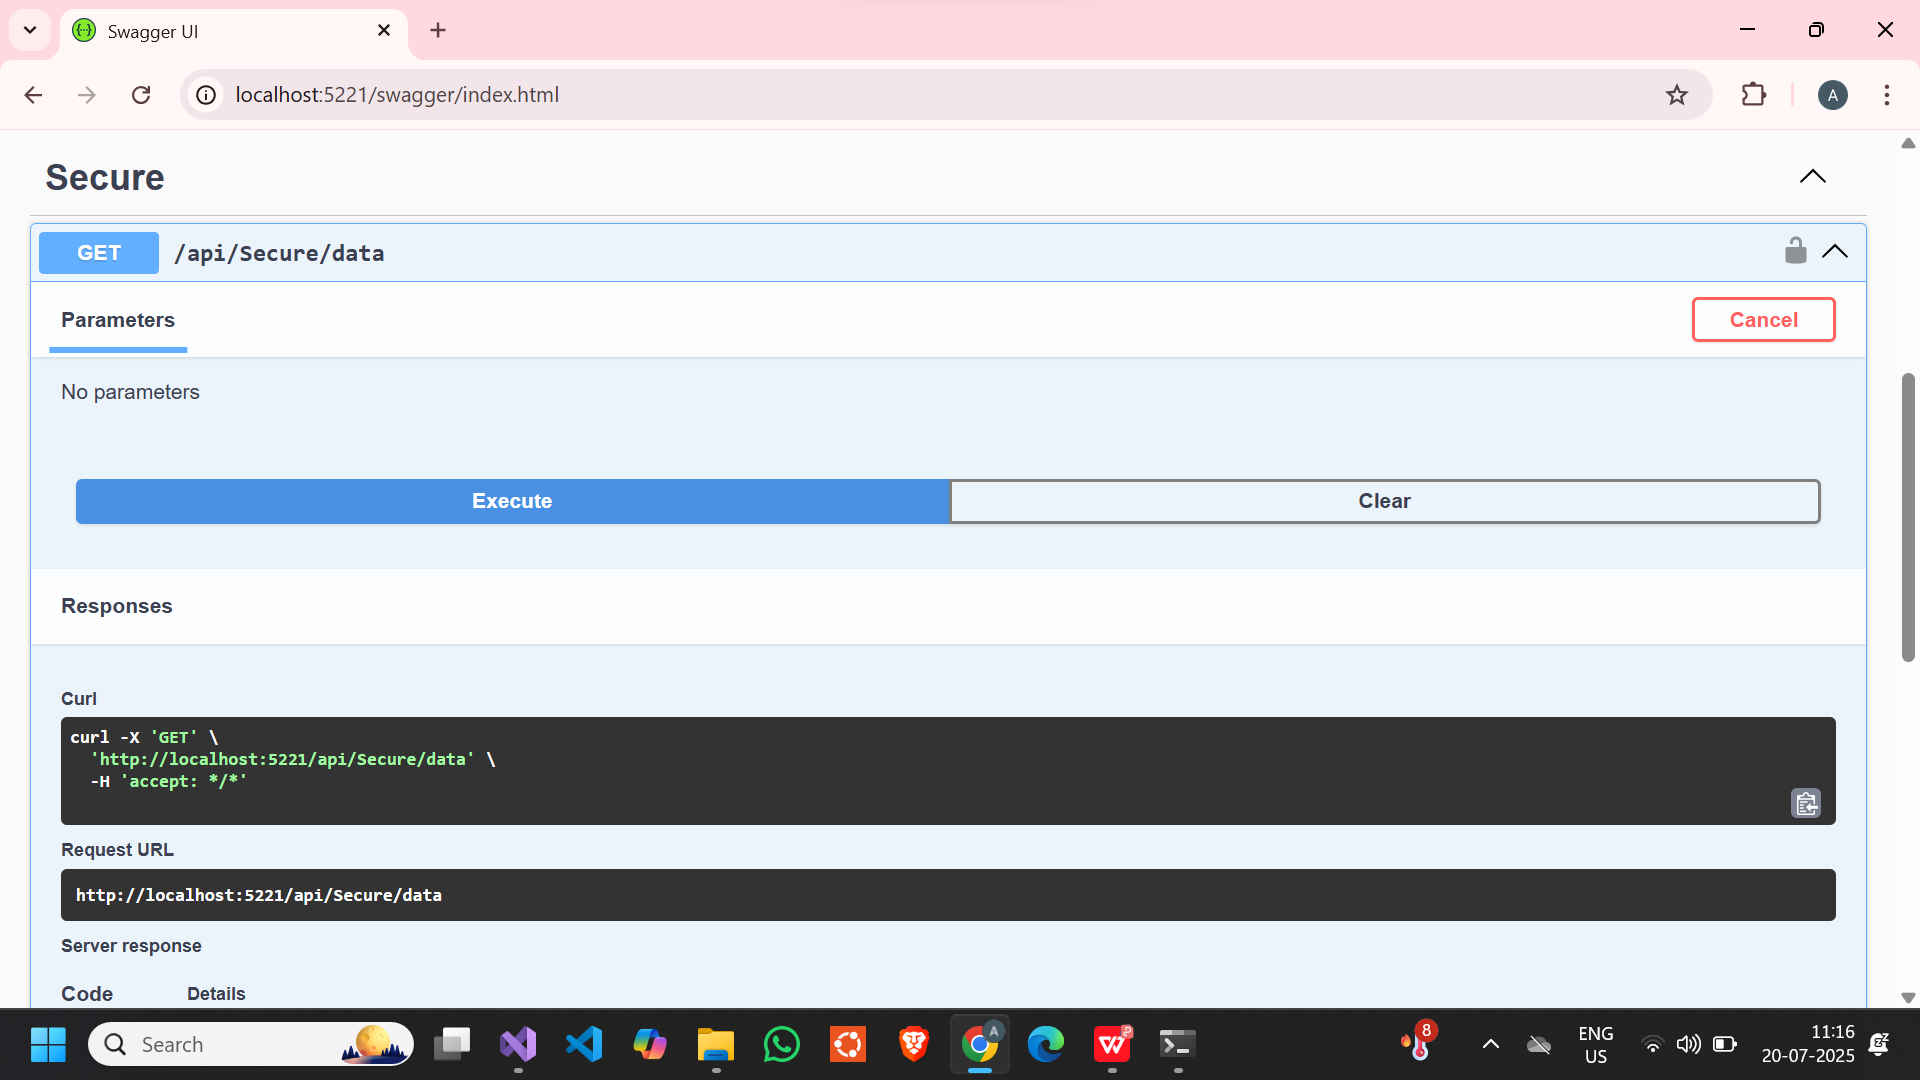 Swagger UI
localhost:5221/swagger/index.html
A
Secure
GET /api/Secure/data
Parameters
Cancel
No parameters
Execute
Clear
Responses
Curl
curl -X 'GET' \
'http://localhost:5221/api/Secure/data' \
-H 'accept: */*'
Request URL
http://localhost:5221/api/Secure/data
Server response
Code Details
Search
A
8
ENG
US
11:16
20-07-2025